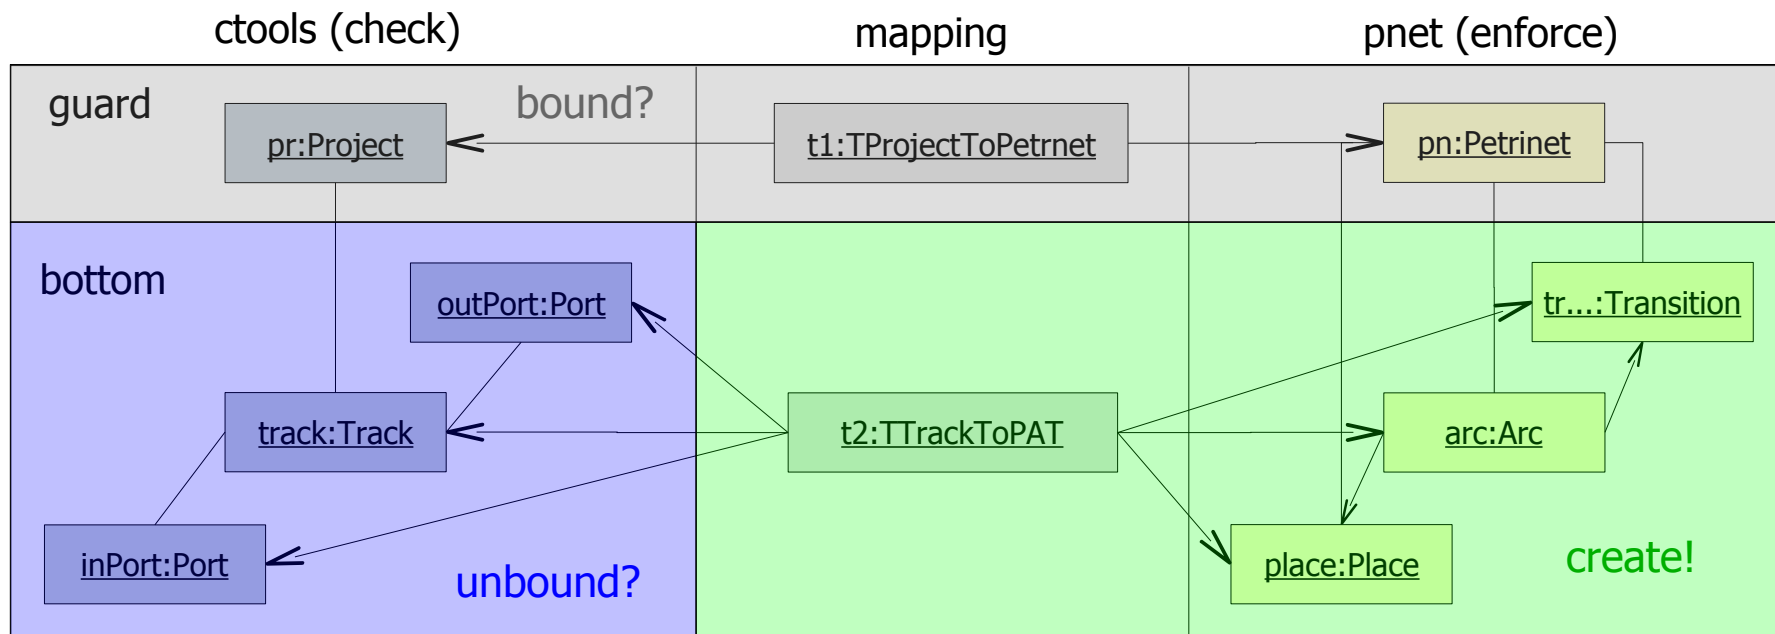 ctools (check)
mapping
pnet (enforce)
guard
bound?
pr:Project
t1:TProjectToPetrnet
pn:Petrinet
bottom
outPort:Port
tr...:Transition
track:Track
t2:TTrackToPAT
arc:Arc
inPort:Port
unbound?
place:Place
create!